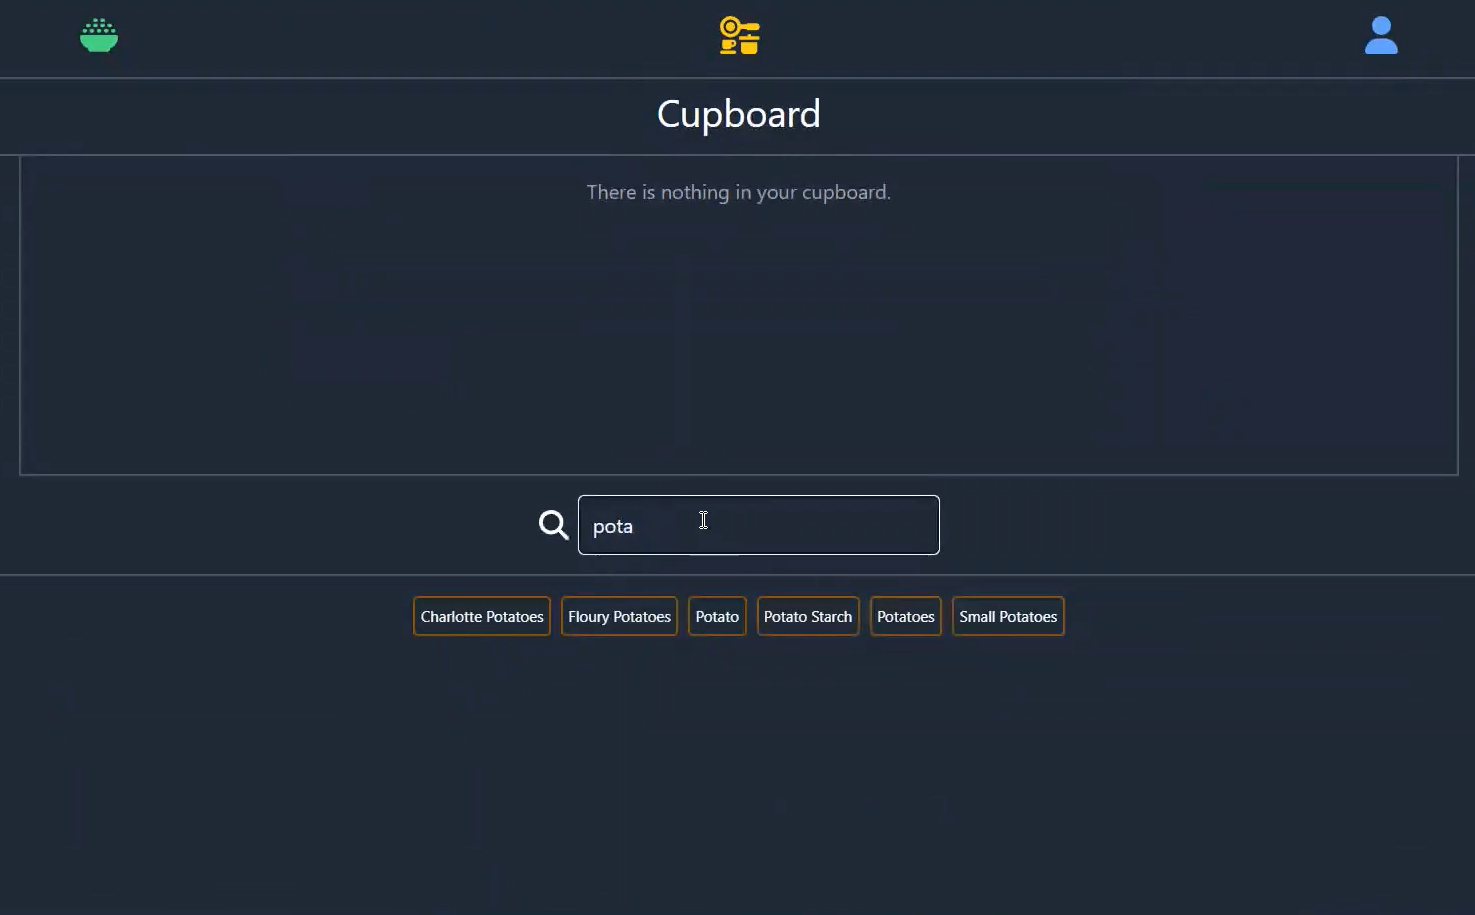 Cupboard
There is nothing in your cupboard.
pota
Charlotte Potatoes Floury Potatoes Potato Potato Starch Potatoes Small Potatoes